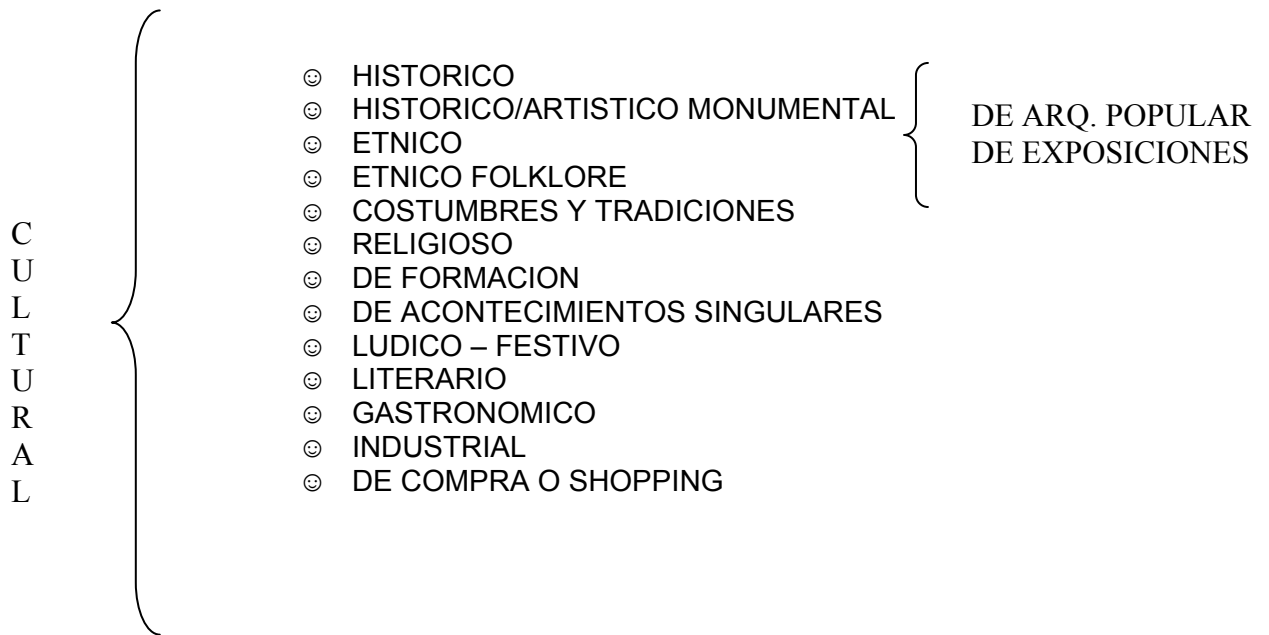 CULTURAL
☺ HISTORICO
☺ HISTORICO/ARTISTICO MONUMENTAL
☺ ETNICO
☺ ETNICO FOLKLORE
☺ COSTUMBRES Y TRADICIONES
☺ RELIGIOSO
☺ DE FORMACION
☺ DE ACONTECIMIENTOS SINGULARES
☺ LUDICO – FESTIVO
☺ LITERARIO
☺ GASTRONOMICO
☺ INDUSTRIAL
☺ DE COMPRA O SHOPPING
DE ARQ. POPULAR
DE EXPOSICIONES